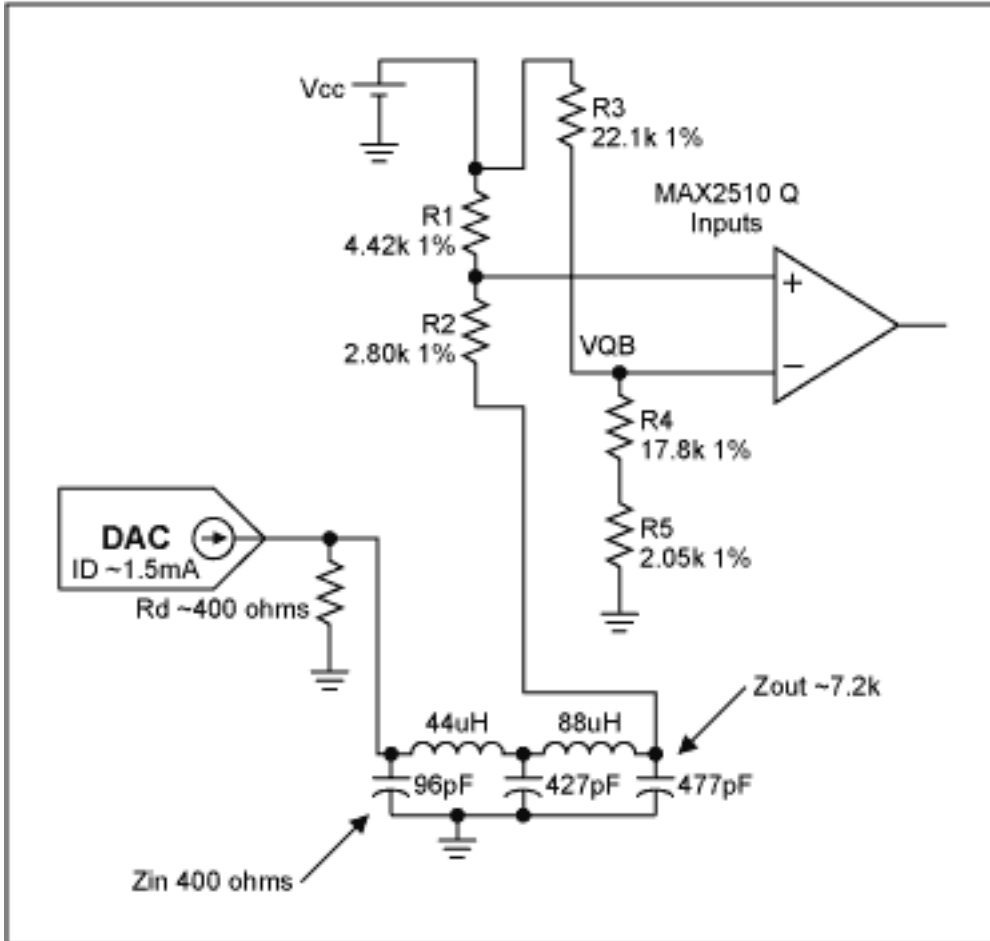 Vcc
R3
22.1k 1%
MAX2510 Q
Inputs
R1
4.42k 1%
+
R2
2.80k 1%
VQB
−
R4
17.8k 1%
DAC
ID ~1.5mA
R5
2.05k 1%
Rd ~400 ohms
Zout ~7.2k
44uH
88uH
96pF
427pF
477pF
Zin 400 ohms